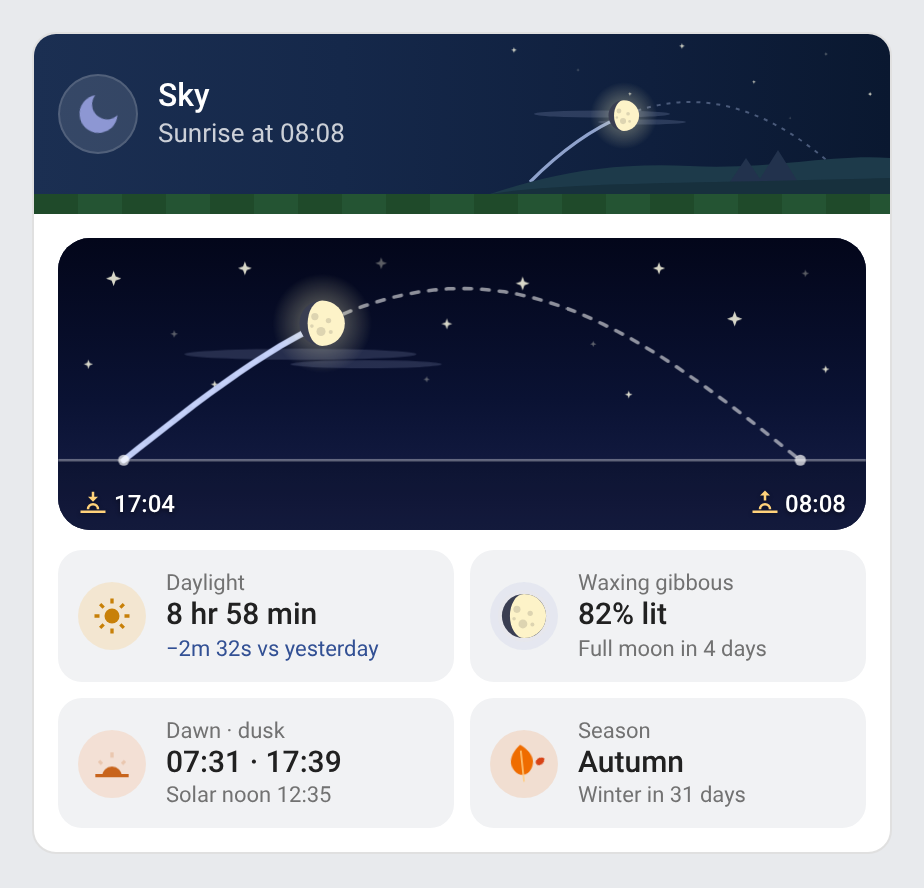 Sky
Sunrise at 08:08
17:04
08:08
Daylight
8 hr 58 min
−2m 32s vs yesterday
Waxing gibbous
82% lit
Full moon in 4 days
Dawn · dusk
07:31 · 17:39
Solar noon 12:35
Season
Autumn
Winter in 31 days